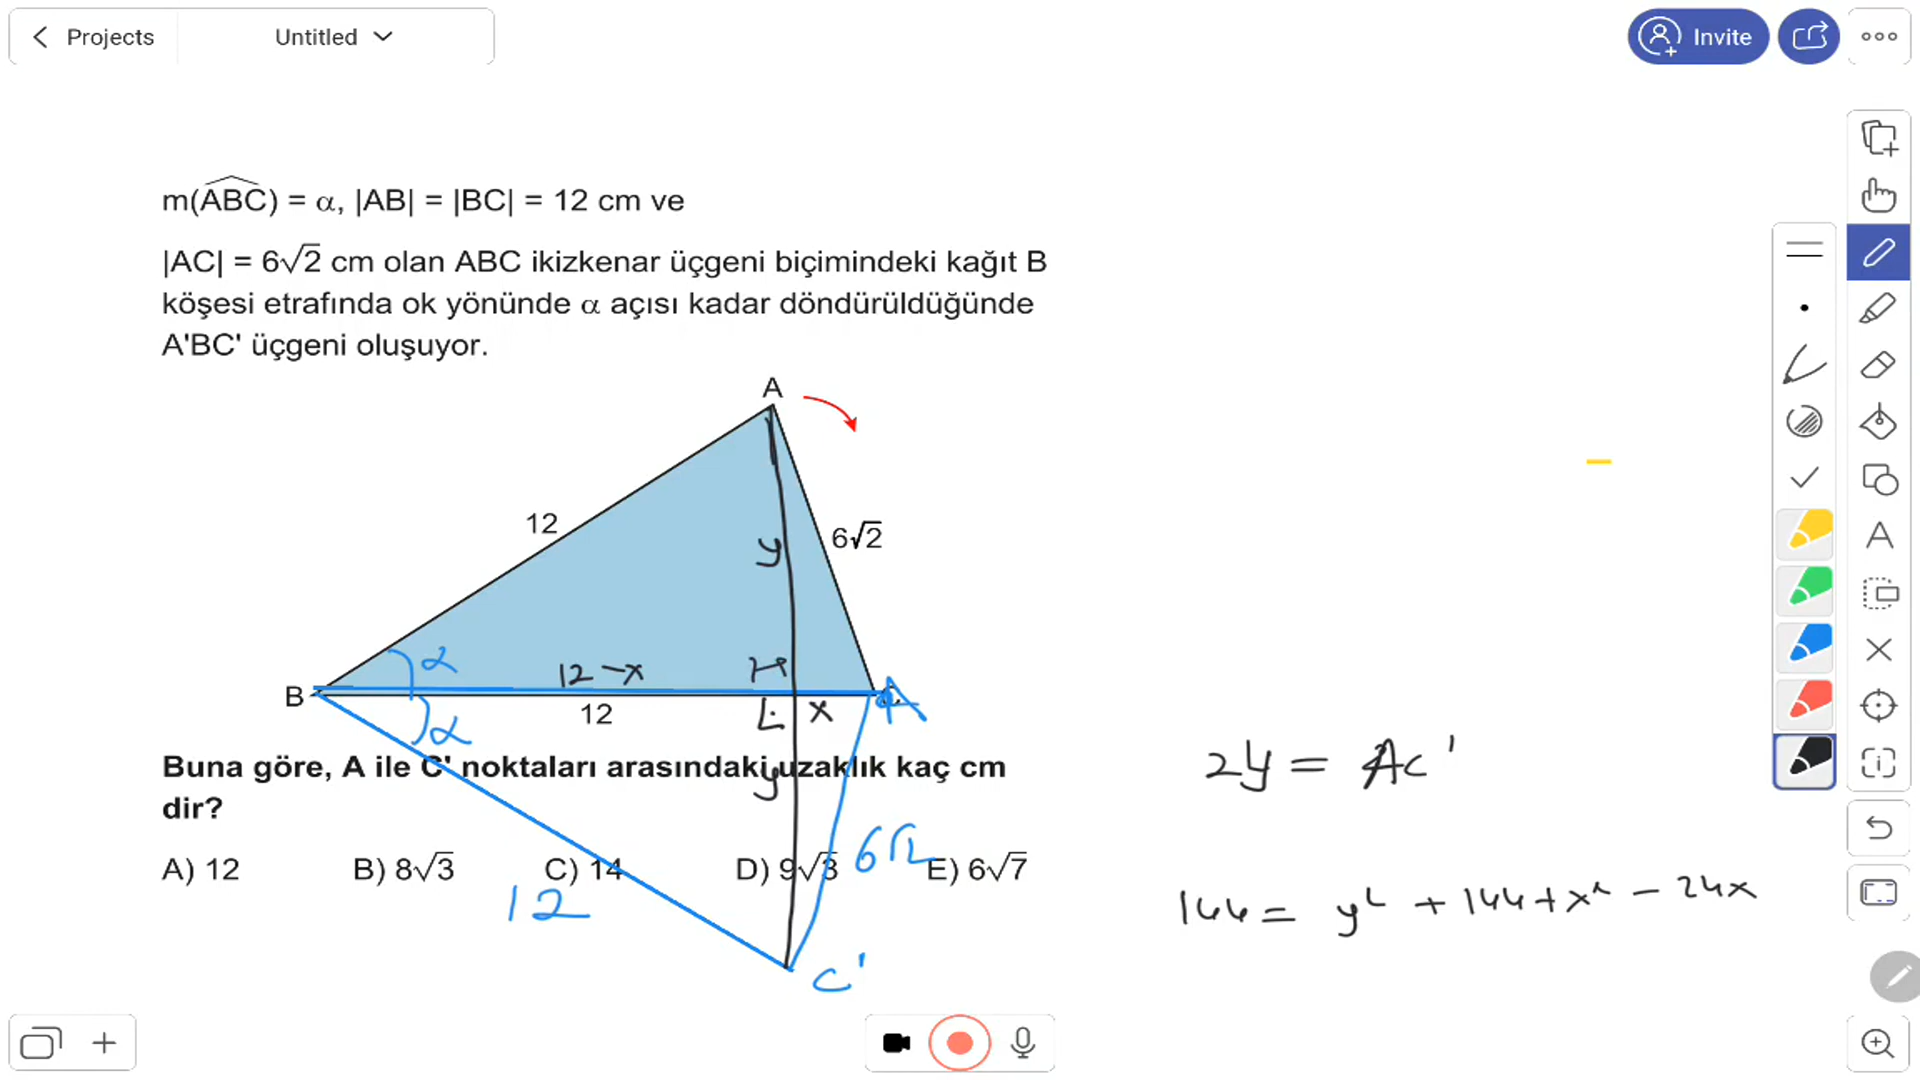 Projects
Untitled
Invite
m(ABC) = α, |AB| = |BC| = 12 cm ve
|AC| = 6√2 cm olan ABC ikizkenar üçgeni biçimindeki kağıt B
köşesi etrafında ok yönünde α açısı kadar döndürüldüğünde
A'BC' üçgeni oluşuyor.
A
12
y
6√2
α
12-x
H
B
A
12
x
α
Buna göre, A ile C' noktaları arasındaki uzaklık kaç cm
dir?
y
2y = AC'
A) 12
B) 8√3
C) 14
D) 9√3
6√2
E) 6√7
12
144 = y² + 144 + x² - 24x
C'